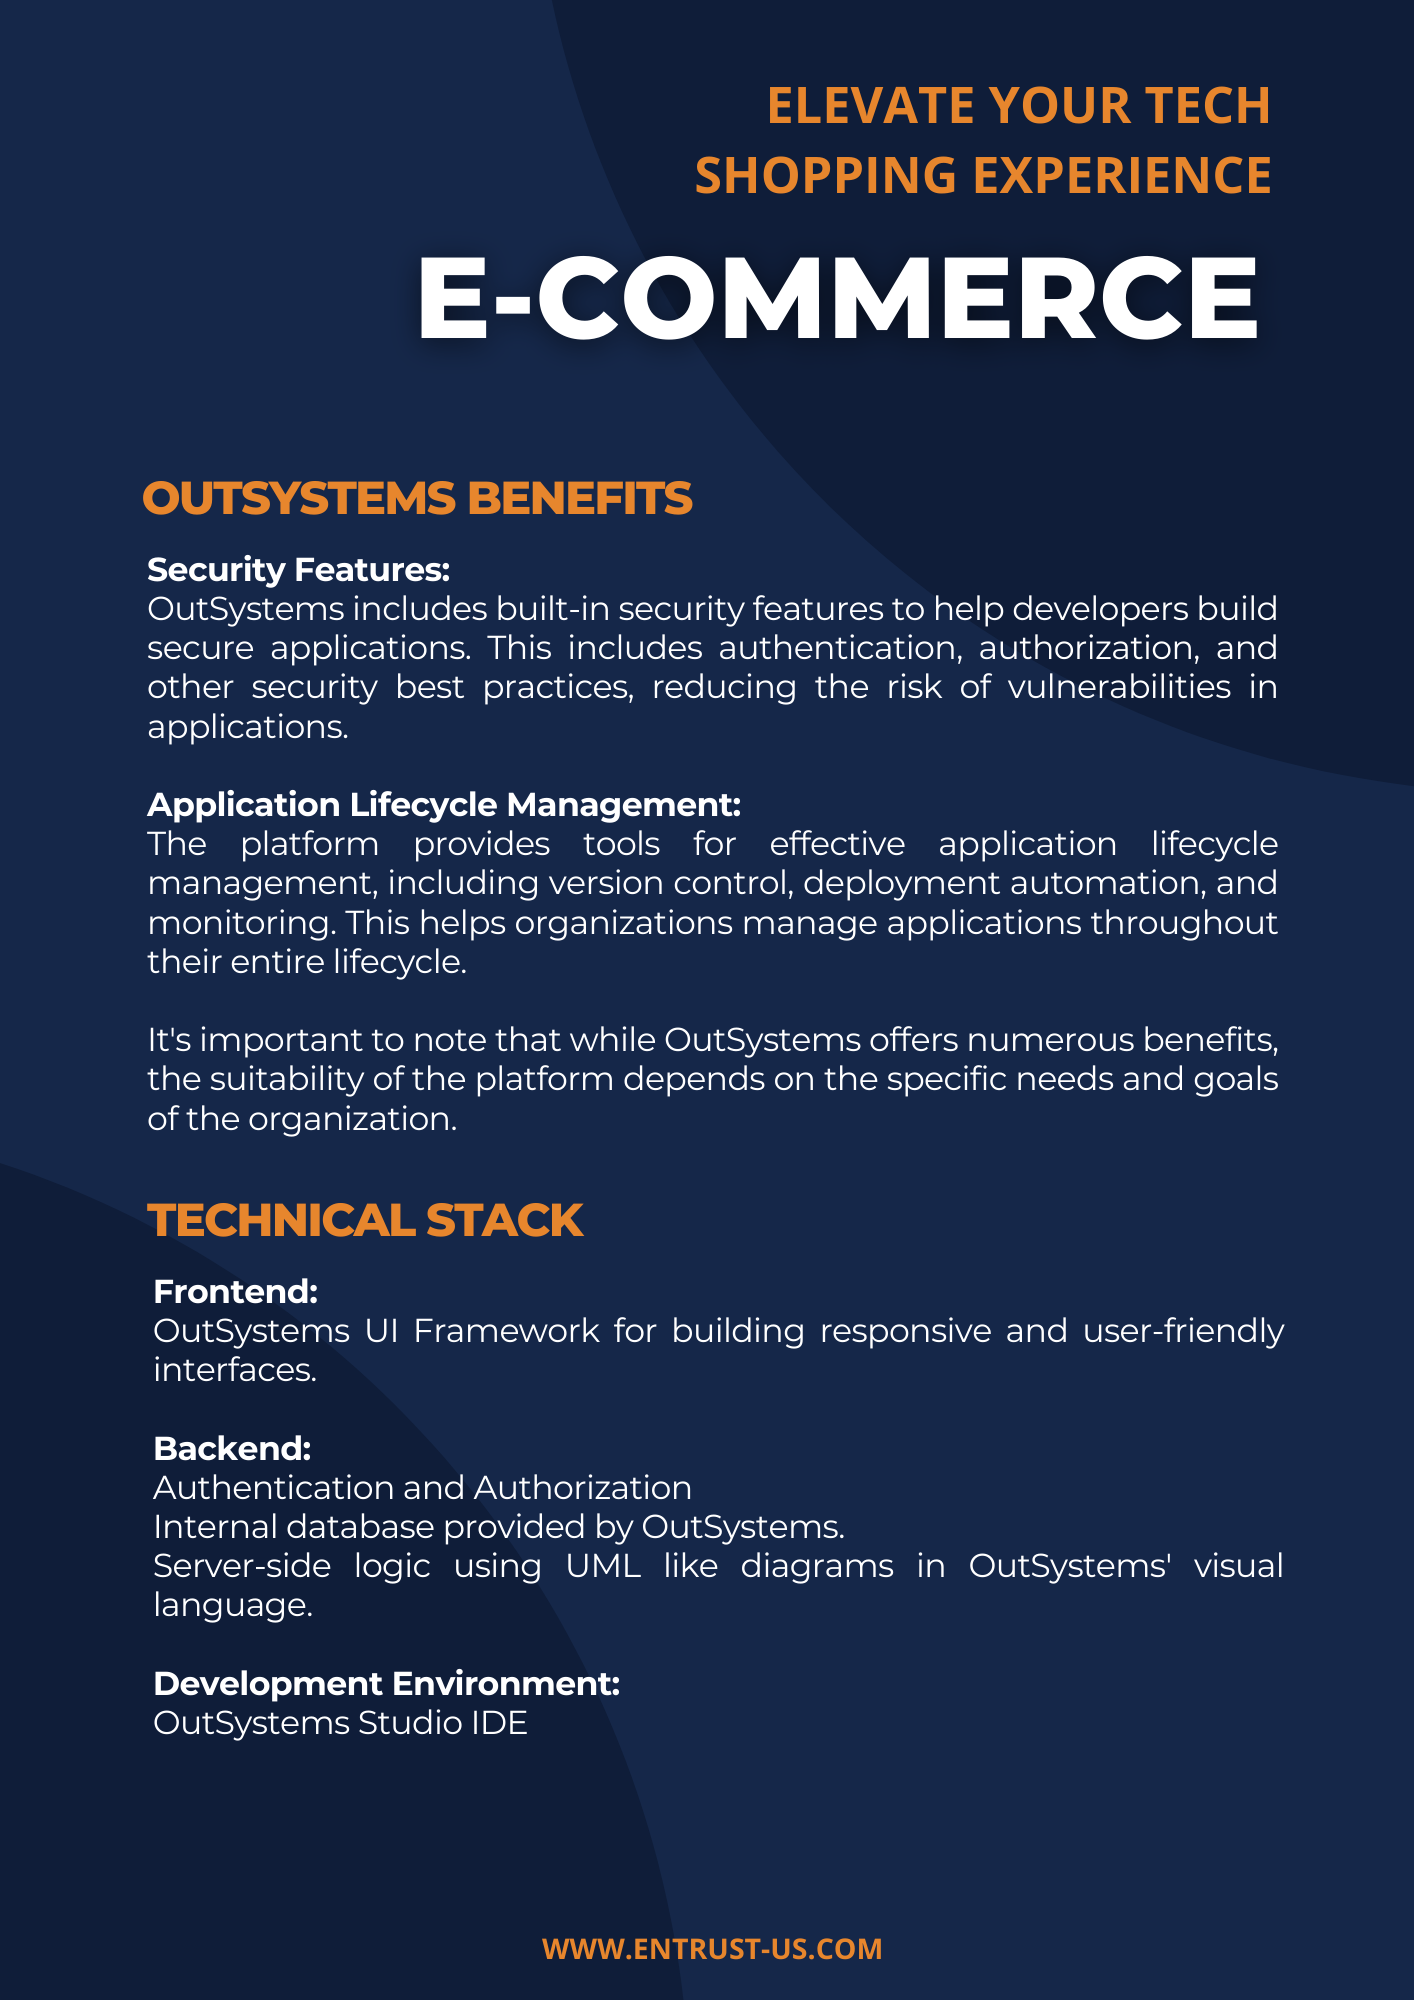 ELEVATE YOUR TECH
SHOPPING EXPERIENCE
E-COMMERCE
OUTSYSTEMS BENEFITS
Security Features:
OutSystems includes built-in security features to help developers build
secure applications. This includes authentication, authorization, and
other security best practices, reducing the risk of vulnerabilities in
applications.
Application Lifecycle Management:
The platform provides tools for effective application lifecycle
management, including version control, deployment automation, and
monitoring. This helps organizations manage applications throughout
their entire lifecycle.
It's important to note that while OutSystems offers numerous benefits,
the suitability of the platform depends on the specific needs and goals
of the organization.
TECHNICAL STACK
Frontend:
OutSystems UI Framework for building responsive and user-friendly
interfaces.
Backend:
Authentication and Authorization
Internal database provided by OutSystems.
Server-side logic using UML like diagrams in OutSystems' visual
language.
Development Environment:
OutSystems Studio IDE
WWW.ENTRUST-US.COM